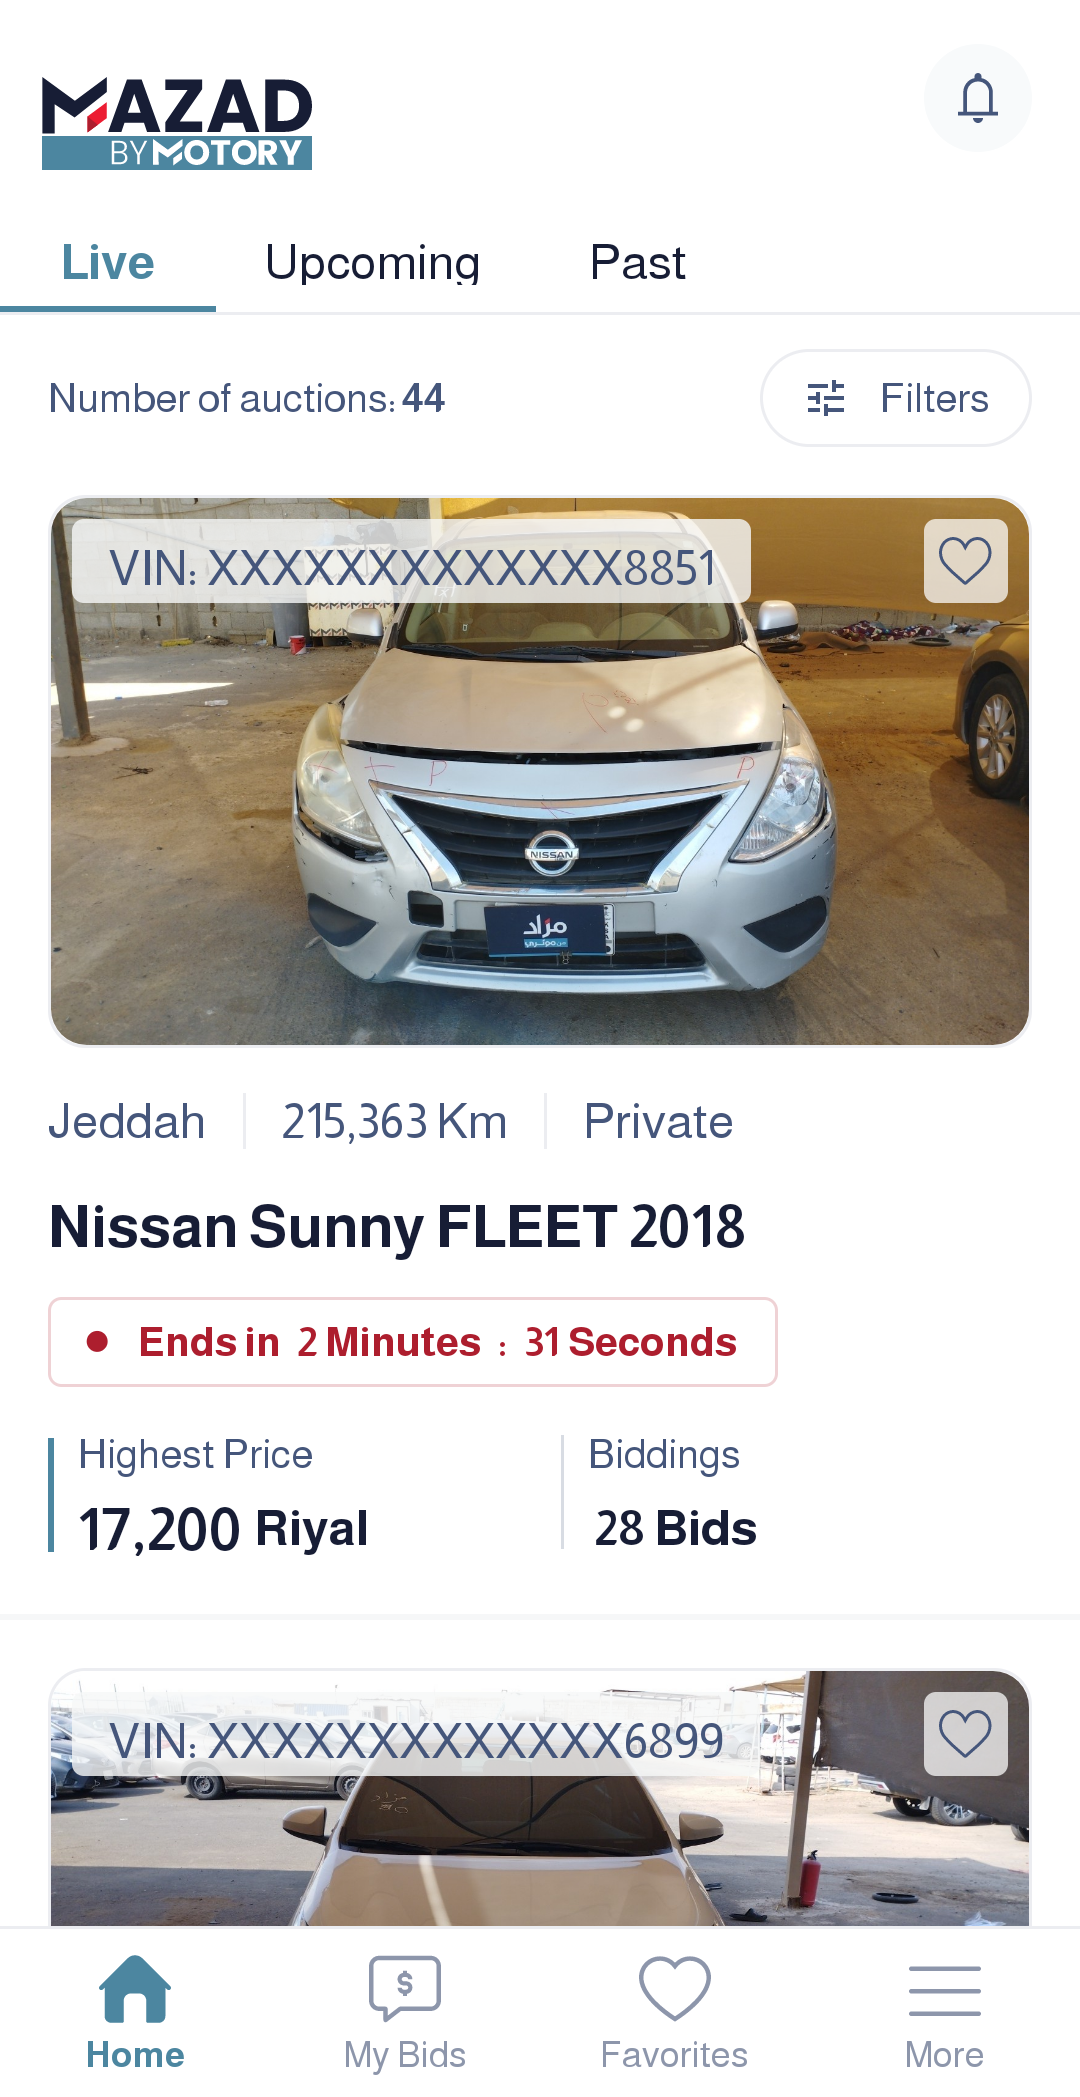 MAZAD
BY MOTORY
Live
Upcoming
Past
Number of auctions: 44
Filters
VIN: XXXXXXXXXXXXX8851
P
P
P
NISSAN
مزاد
من موتري
Jeddah
215,363 Km
Private
Nissan Sunny FLEET 2018
Ends in 2 Minutes : 31 Seconds
Highest Price
Biddings
17,200 Riyal
28 Bids
VIN: XXXXXXXXXXXXX6899
$
Home
My Bids
Favorites
More